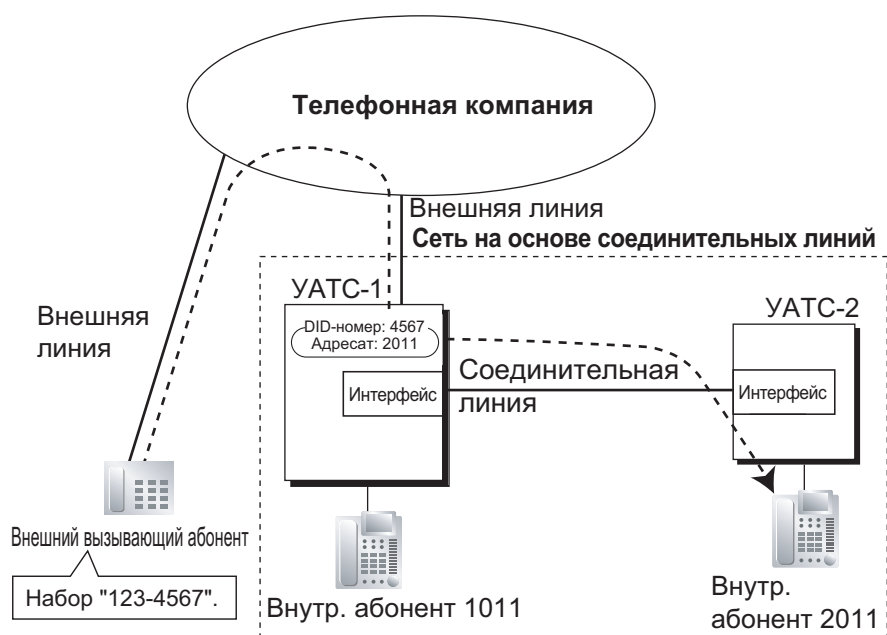 Телефонная компания
Внешняя линия
Сеть на основе соединительных линий
УАТС-1
УАТС-2
Внешняя
линия
DID-номер: 4567
Адресат: 2011
Соединительная
линия
Интерфейс
Интерфейс
Внешний вызывающий абонент
Набор "123-4567".
Внутр. абонент 1011
Внутр.
абонент 2011